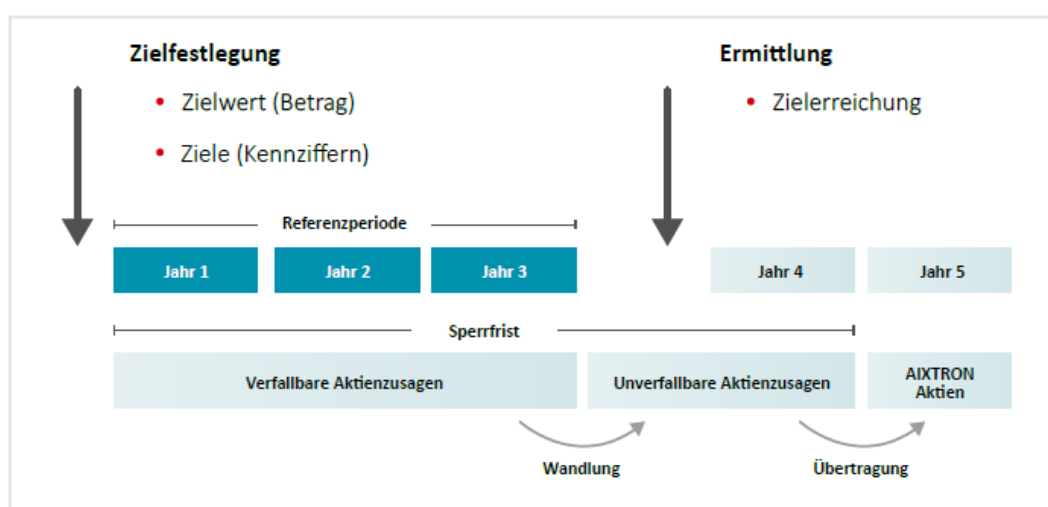 Zielfestlegung
• Zielwert (Betrag)
• Ziele (Kennziffern)
Ermittlung
• Zielerreichung
Referenzperiode
Jahr 1
Jahr 2
Jahr 3
Jahr 4
Jahr 5
Sperrfrist
Verfallbare Aktienzusagen
Unverfallbare Aktienzusagen
AIXTRON
Aktien
Wandlung
Übertragung